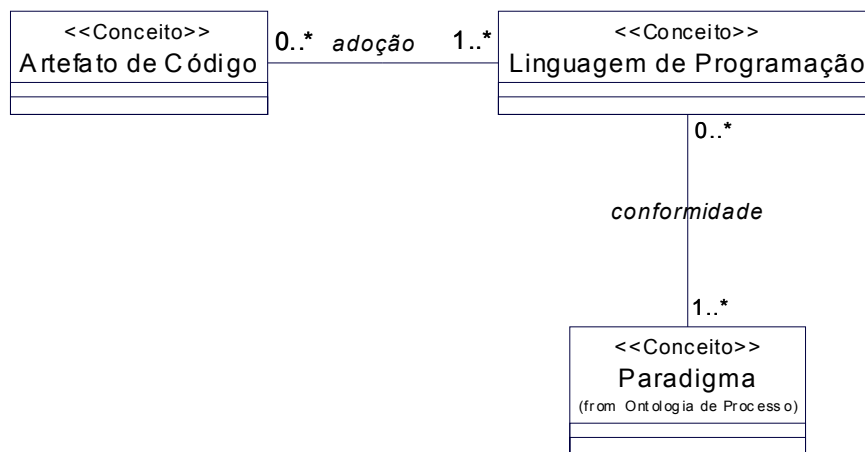 <<Conceito>>
Artefato de Código
0..*
adoção
1..*
<<Conceito>>
Linguagem de Programação
0..*
conformidade
1..*
<<Conceito>>
Paradigma
(from Ontologia de Processo)